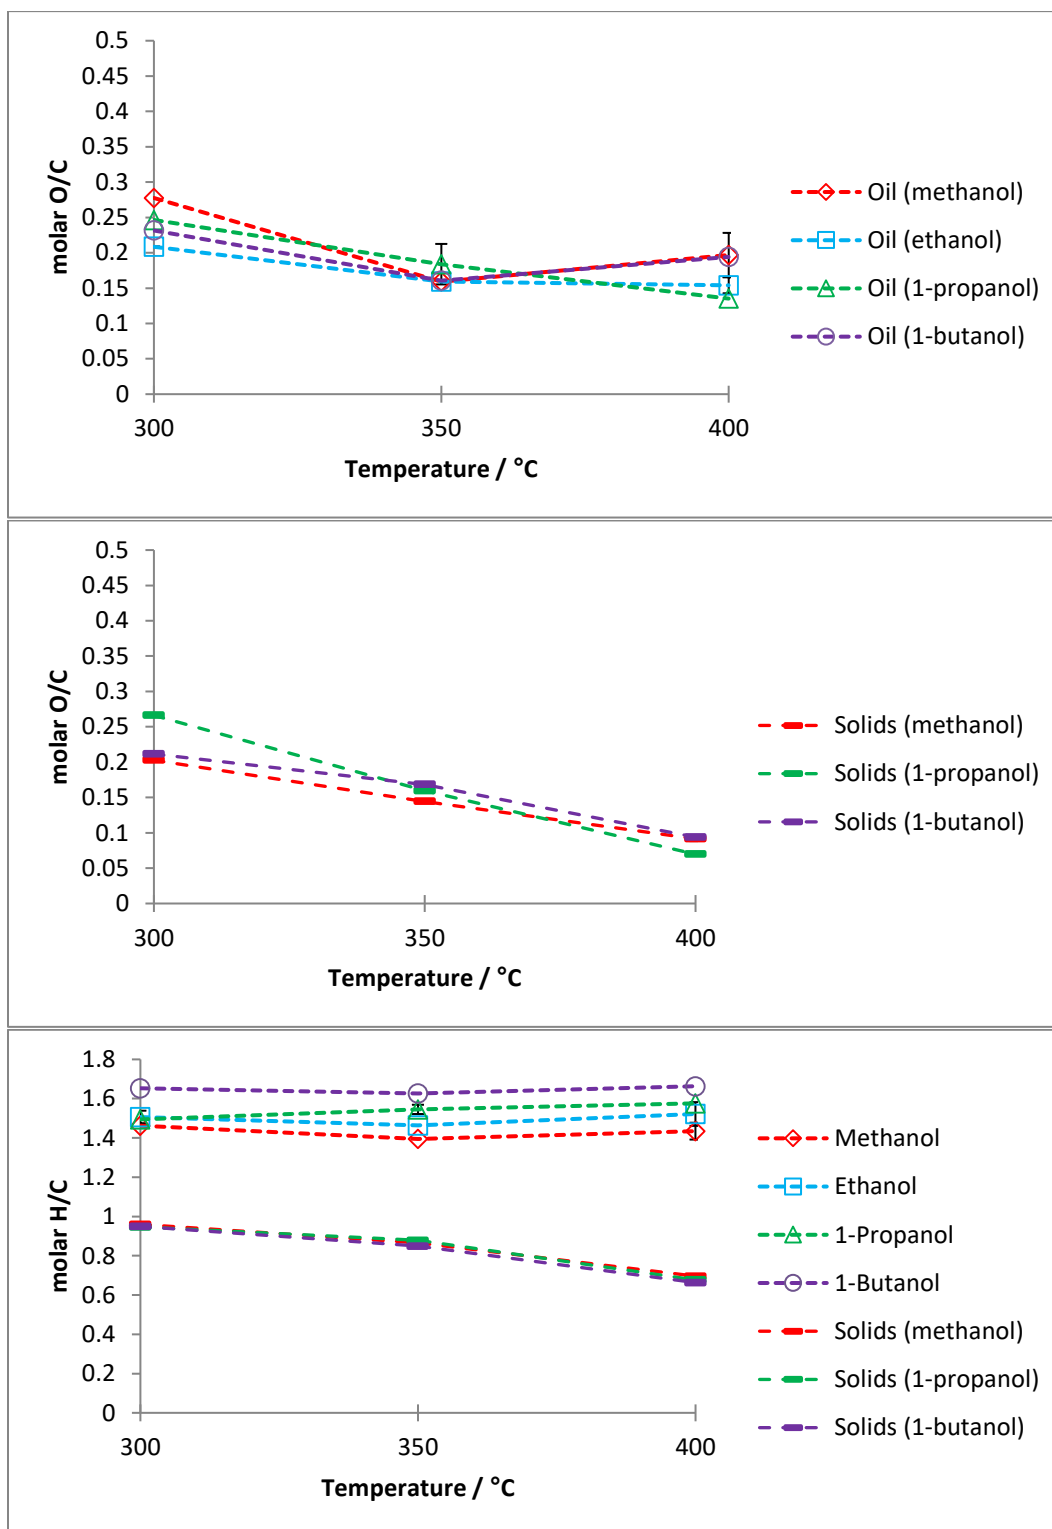 0.5
0.45
0.4
0.35
0.3
0.25
0.2
0.15
0.1
0.05
0
molar O/C
300
350
400
Temperature / °C
Oil (methanol)
Oil (ethanol)
Oil (1-propanol)
Oil (1-butanol)
0.5
0.45
0.4
0.35
0.3
0.25
0.2
0.15
0.1
0.05
0
molar O/C
300
350
400
Temperature / °C
Solids (methanol)
Solids (1-propanol)
Solids (1-butanol)
1.8
1.6
1.4
1.2
1
0.8
0.6
0.4
0.2
0
molar H/C
300
350
400
Temperature / °C
Methanol
Ethanol
1-Propanol
1-Butanol
Solids (methanol)
Solids (1-propanol)
Solids (1-butanol)